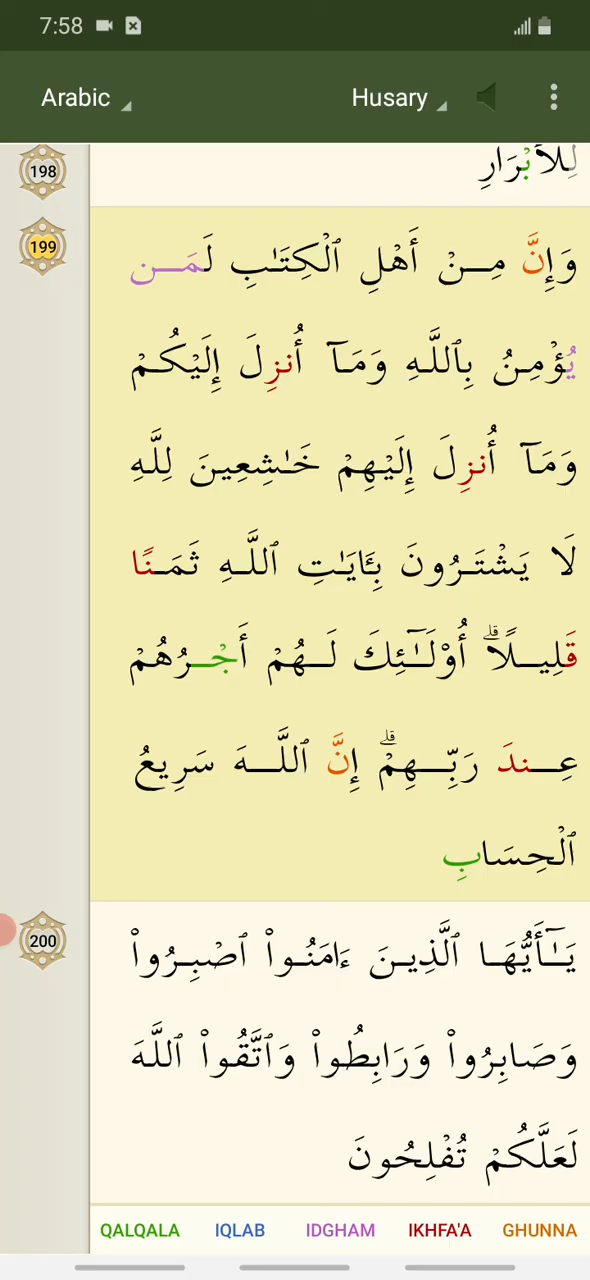 7:58
Arabic Husary
198
لِلْأَبْرَارِ
199
وَإِنَّ مِنْ أَهْلِ ٱلْكِتَـٰبِ لَمَن
يُؤْمِنُ بِٱللَّهِ وَمَآ أُنزِلَ إِلَيْكُمْ
وَمَآ أُنزِلَ إِلَيْهِمْ خَـٰشِعِينَ لِلَّهِ
لَا يَشْتَرُونَ بِـَٔايَـٰتِ ٱللَّهِ ثَمَنًا
قَلِيلًا ۗ أُو۟لَـٰٓئِكَ لَهُمْ أَجْرُهُمْ
عِندَ رَبِّهِمْ ۗ إِنَّ ٱللَّهَ سَرِيعُ
ٱلْحِسَابِ
200
يَـٰٓأَيُّهَا ٱلَّذِينَ ءَامَنُوا۟ ٱصْبِرُوا۟
وَصَابِرُوا۟ وَرَابِطُوا۟ وَٱتَّقُوا۟ ٱللَّهَ
لَعَلَّكُمْ تُفْلِحُونَ
QALQALA IQLAB IDGHAM IKHFA'A GHUNNA